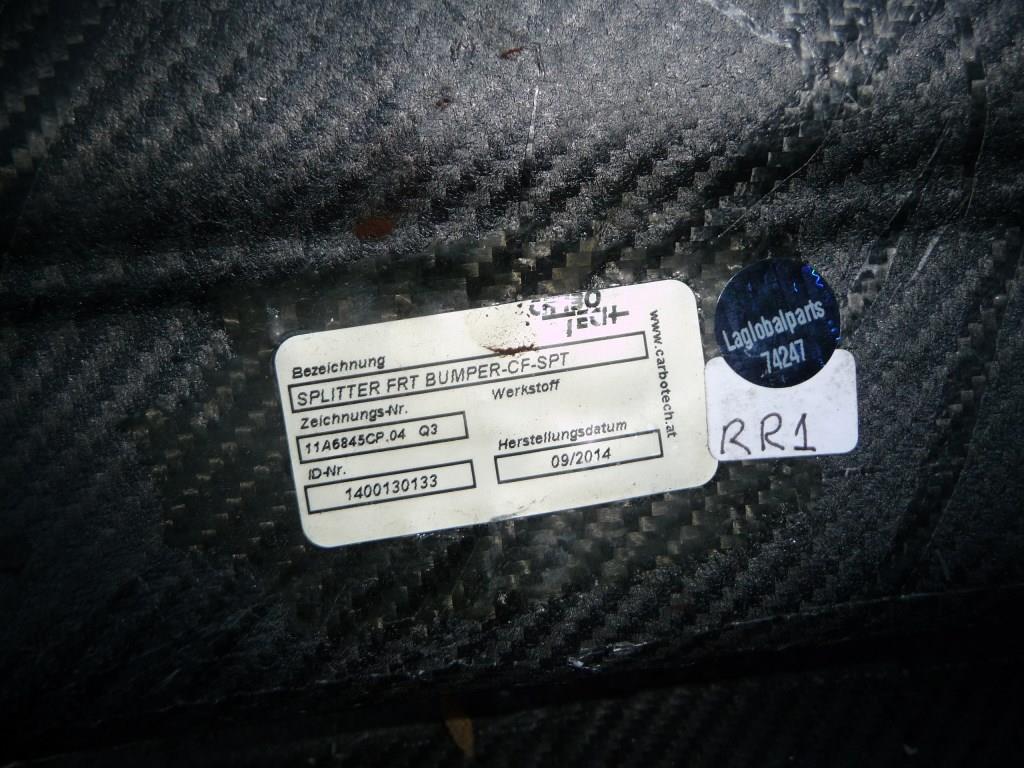 CARBO
TECH
www.carbotech.at
Bezeichnung
SPLITTER FRT BUMPER-CF-SPT
Zeichnungs-Nr.
Werkstoff
11A6845CP.04 Q3
Herstellungsdatum
09/2014
ID-Nr.
1400130133
Laglobalparts
74247
RR1